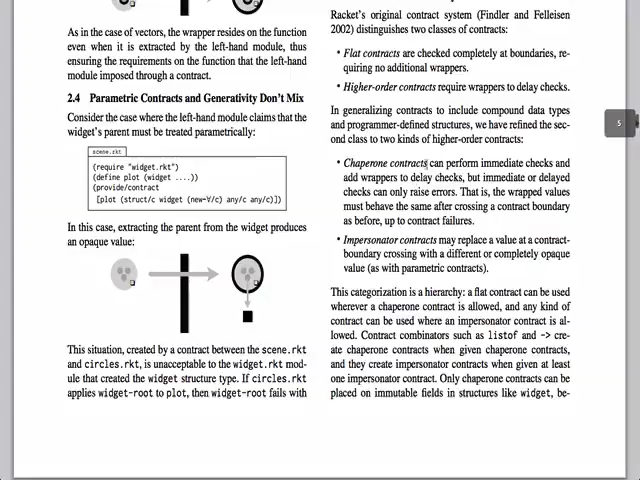 As in the case of vectors, the wrapper resides on the function
even when it is extracted by the left-hand module, thus
ensuring the requirements on the function that the left-hand
module imposed through a contract.
2.4 Parametric Contracts and Generativity Don't Mix
Consider the case where the left-hand module claims that the
widget's parent must be treated parametrically:
scene.rkt
(require "widget.rkt")
(define plot (widget ....))
(provide/contract
[plot (struct/c widget (new-∀/c) any/c any/c)])
In this case, extracting the parent from the widget produces
an opaque value:
This situation, created by a contract between the scene.rkt
and circles.rkt, is unacceptable to the widget.rkt mod-
ule that created the widget structure type. If circles.rkt
applies widget-root to plot, then widget-root fails with
Racket's original contract system (Findler and Felleisen
2002) distinguishes two classes of contracts:
• Flat contracts are checked completely at boundaries, re-
quiring no additional wrappers.
• Higher-order contracts require wrappers to delay checks.
In generalizing contracts to include compound data types
and programmer-defined structures, we have refined the sec-
ond class to two kinds of higher-order contracts:
• Chaperone contracts can perform immediate checks and
add wrappers to delay checks, but immediate or delayed
checks can only raise errors. That is, the wrapped values
must behave the same after crossing a contract boundary
as before, up to contract failures.
• Impersonator contracts may replace a value at a contract-
boundary crossing with a different or completely opaque
value (as with parametric contracts).
This categorization is a hierarchy: a flat contract can be used
wherever a chaperone contract is allowed, and any kind of
contract can be used where an impersonator contract is al-
lowed. Contract combinators such as listof and -> cre-
ate chaperone contracts when given chaperone contracts,
and they create impersonator contracts when given at least
one impersonator contract. Only chaperone contracts can be
placed on immutable fields in structures like widget, be-
5